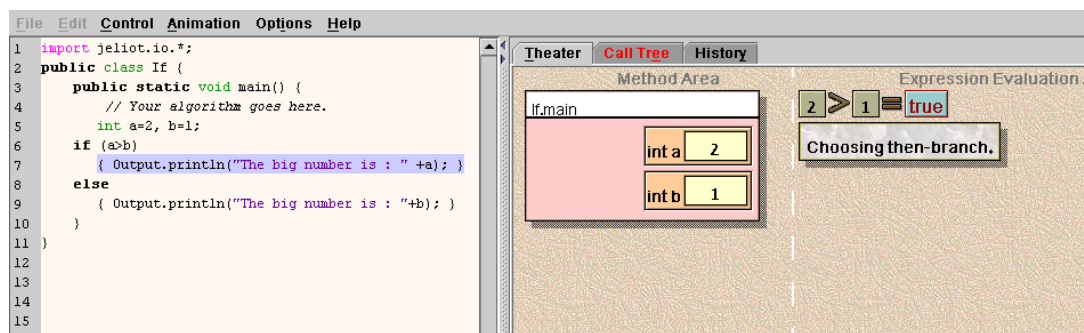 File Edit Control Animation Options Help
1 import jeliot.io.*;
2 public class If {
3 public static void main() {
4 // Your algorithm goes here.
5 int a=2, b=1;
6 if (a>b)
7 { Output.println("The big number is : " +a); }
8 else
9 { Output.println("The big number is : "+b); }
10 }
11 }
12
13
14
15
Theater Call Tree History
Method Area
If.main
int a 2
int b 1
Expression Evaluation
2 > 1 = true
Choosing then-branch.